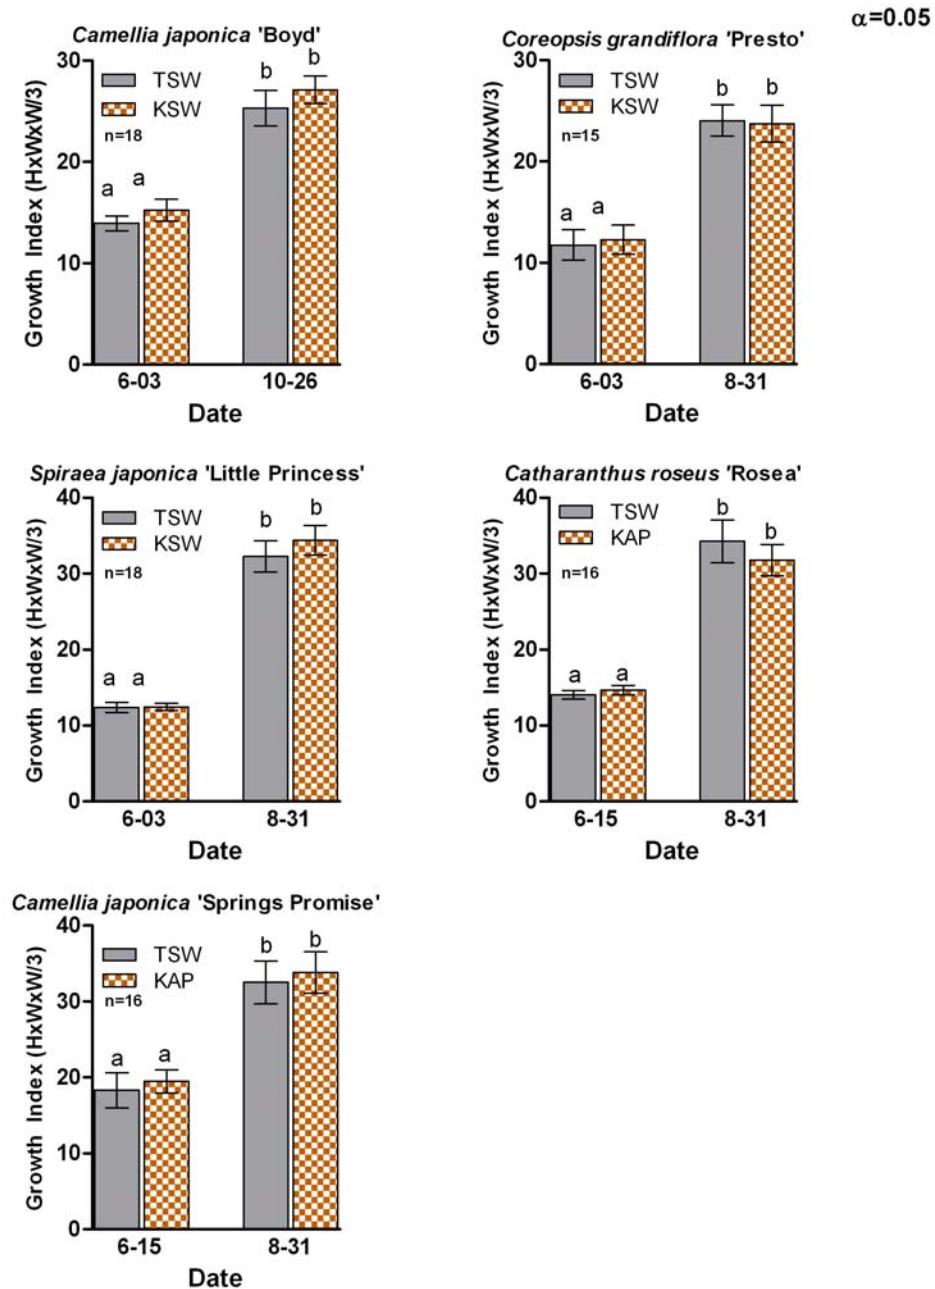 α=0.05
Camellia japonica 'Boyd'
Growth Index (HxWxW/3)
30
20
10
0
TSW
KSW
n=18
a a
b b
6-03 10-26
Date
Coreopsis grandiflora 'Presto'
Growth Index (HxWxW/3)
30
20
10
0
TSW
KSW
n=15
a a
b b
6-03 8-31
Date
Spiraea japonica 'Little Princess'
Growth Index (HxWxW/3)
40
30
20
10
0
TSW
KSW
n=18
a a
b b
6-03 8-31
Date
Catharanthus roseus 'Rosea'
Growth Index (HxWxW/3)
40
30
20
10
0
TSW
KAP
n=16
a a
b b
6-15 8-31
Date
Camellia japonica 'Springs Promise'
Growth Index (HxWxW/3)
40
30
20
10
0
TSW
KAP
n=16
a a
b b
6-15 8-31
Date